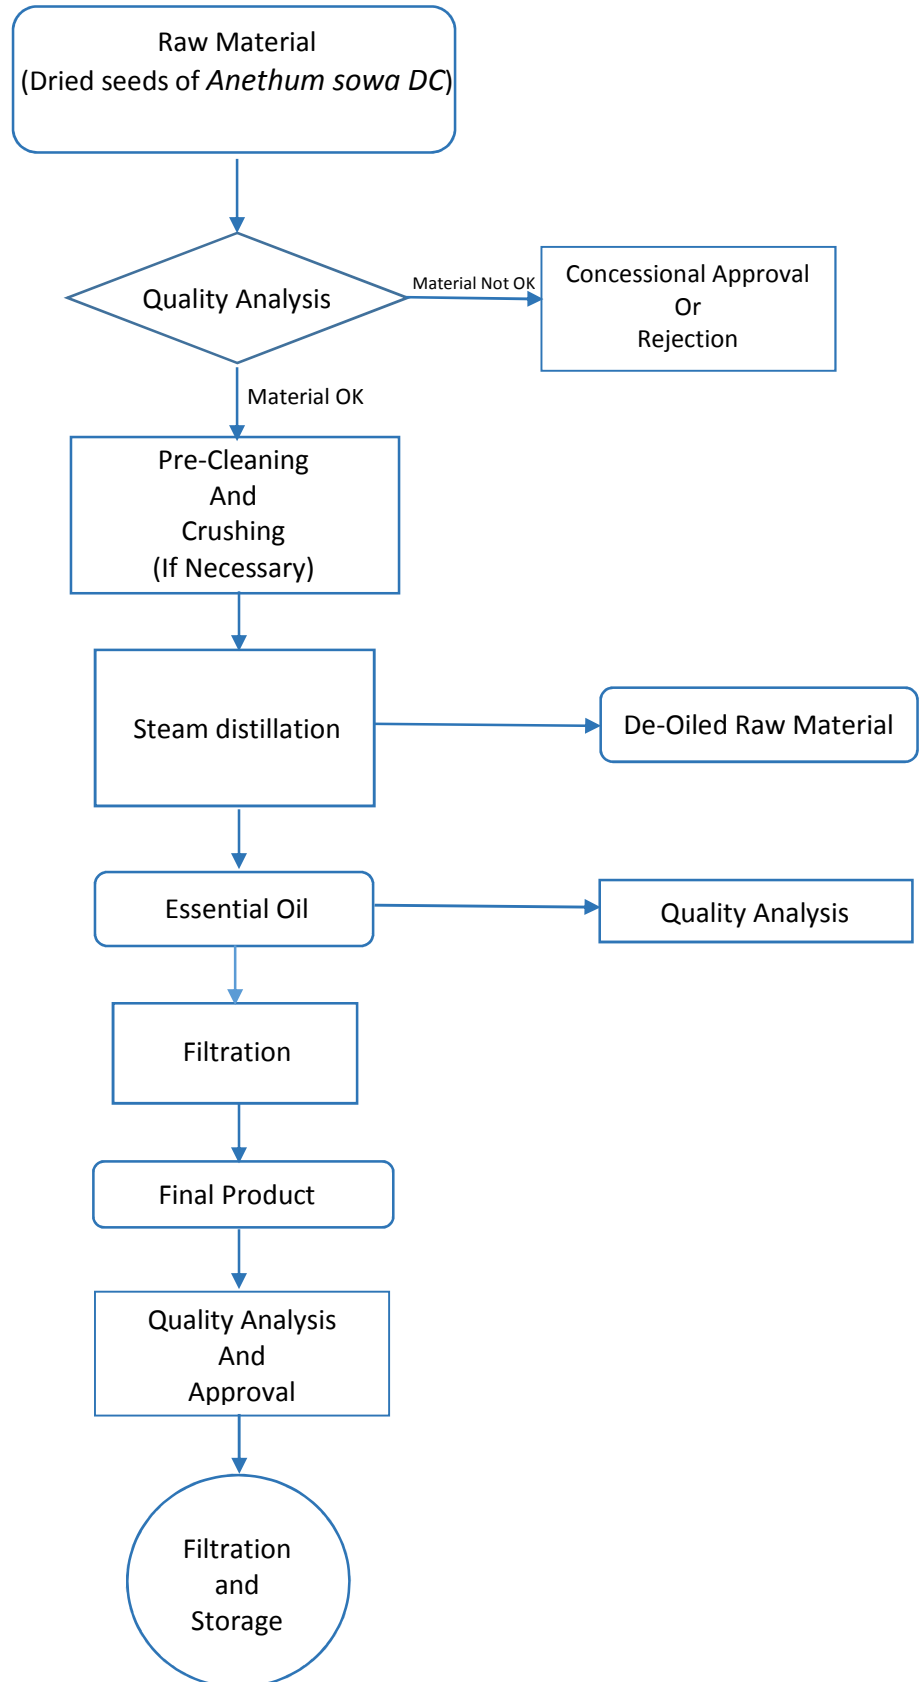 Raw Material
(Dried seeds of Anethum sowa DC)
Quality Analysis
Material Not OK
Concessional Approval
Or
Rejection
Material OK
Pre-Cleaning
And
Crushing
(If Necessary)
Steam distillation
De-Oiled Raw Material
Essential Oil
Quality Analysis
Filtration
Final Product
Quality Analysis
And
Approval
Filtration
and
Storage